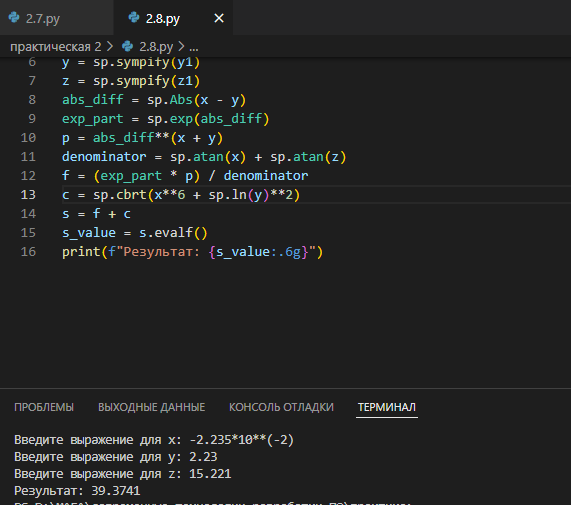 2.7.py 2.8.py
практическая 2 > 2.8.py > ...
6 y = sp.sympify(y1)
7 z = sp.sympify(z1)
8 abs_diff = sp.Abs(x - y)
9 exp_part = sp.exp(abs_diff)
10 p = abs_diff**(x + y)
11 denominator = sp.atan(x) + sp.atan(z)
12 f = (exp_part * p) / denominator
13 c = sp.cbrt(x**6 + sp.ln(y)**2)
14 s = f + c
15 s_value = s.evalf()
16 print(f"Результат: {s_value:.6g}")
ПРОБЛЕМЫ ВЫХОДНЫЕ ДАННЫЕ КОНСОЛЬ ОТЛАДКИ ТЕРМИНАЛ
Введите выражение для x: -2.235*10**(-2)
Введите выражение для y: 2.23
Введите выражение для z: 15.221
Результат: 39.3741